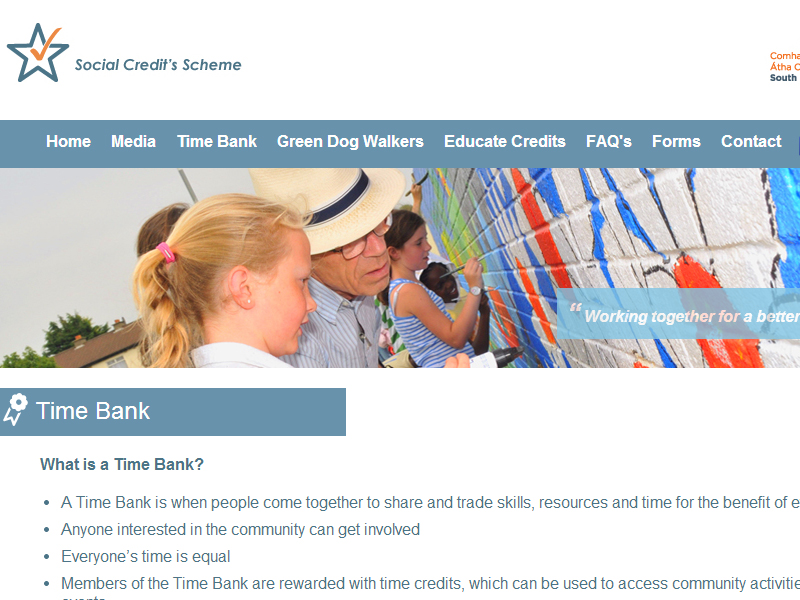 Social Credit's Scheme
Comha
Átha C
South
Home Media Time Bank Green Dog Walkers Educate Credits FAQ's Forms Contact
“ Working together for a better
Time Bank
What is a Time Bank?
• A Time Bank is when people come together to share and trade skills, resources and time for the benefit of e
• Anyone interested in the community can get involved
• Everyone’s time is equal
• Members of the Time Bank are rewarded with time credits, which can be used to access community activitie
events